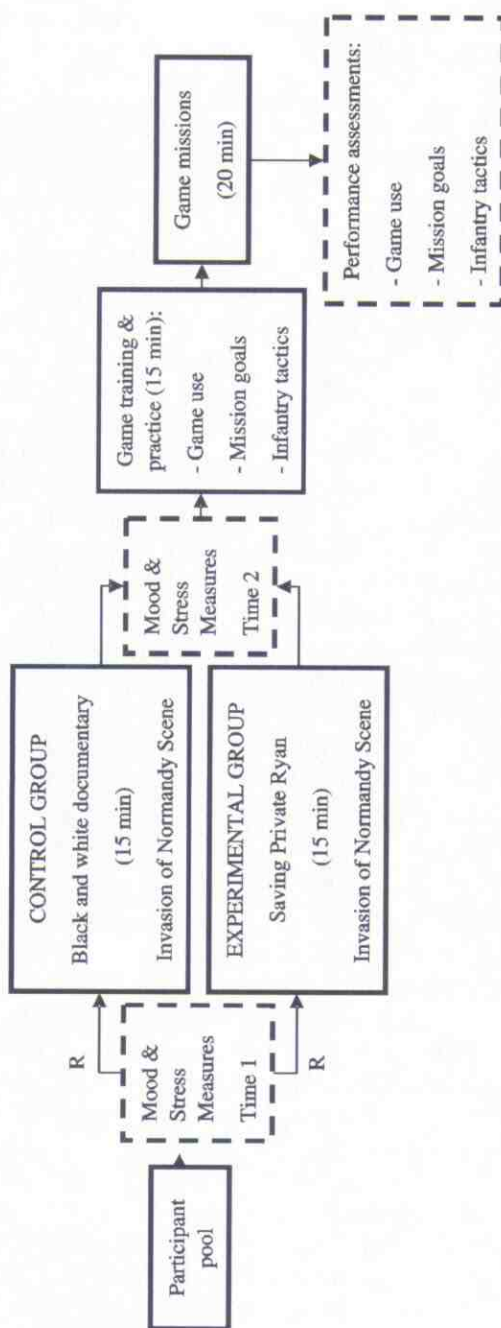 Participant
pool
Mood &
Stress
Measures
Time 1
R
R
CONTROL GROUP
Black and white documentary
(15 min)
Invasion of Normandy Scene
EXPERIMENTAL GROUP
Saving Private Ryan
(15 min)
Invasion of Normandy Scene
Mood &
Stress
Measures
Time 2
Game training &
practice (15 min):
- Game use
- Mission goals
- Infantry tactics
Game missions
(20 min)
Performance assessments:
- Game use
- Mission goals
- Infantry tactics